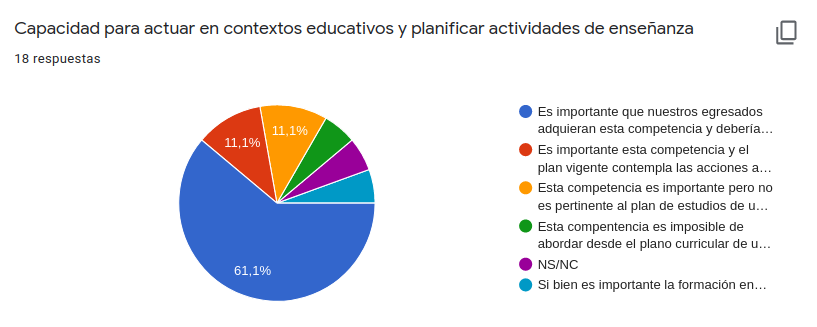 Capacidad para actuar en contextos educativos y planificar actividades de enseñanza
18 respuestas
11,1%
11,1%
61,1%
Es importante que nuestros egresados
adquieran esta competencia y debería…
Es importante esta competencia y el
plan vigente contempla las acciones a…
Esta competencia es importante pero no
es pertinente al plan de estudios de u…
Esta compentencia es imposible de
abordar desde el plano curricular de u…
NS/NC
Si bien es importante la formación en…